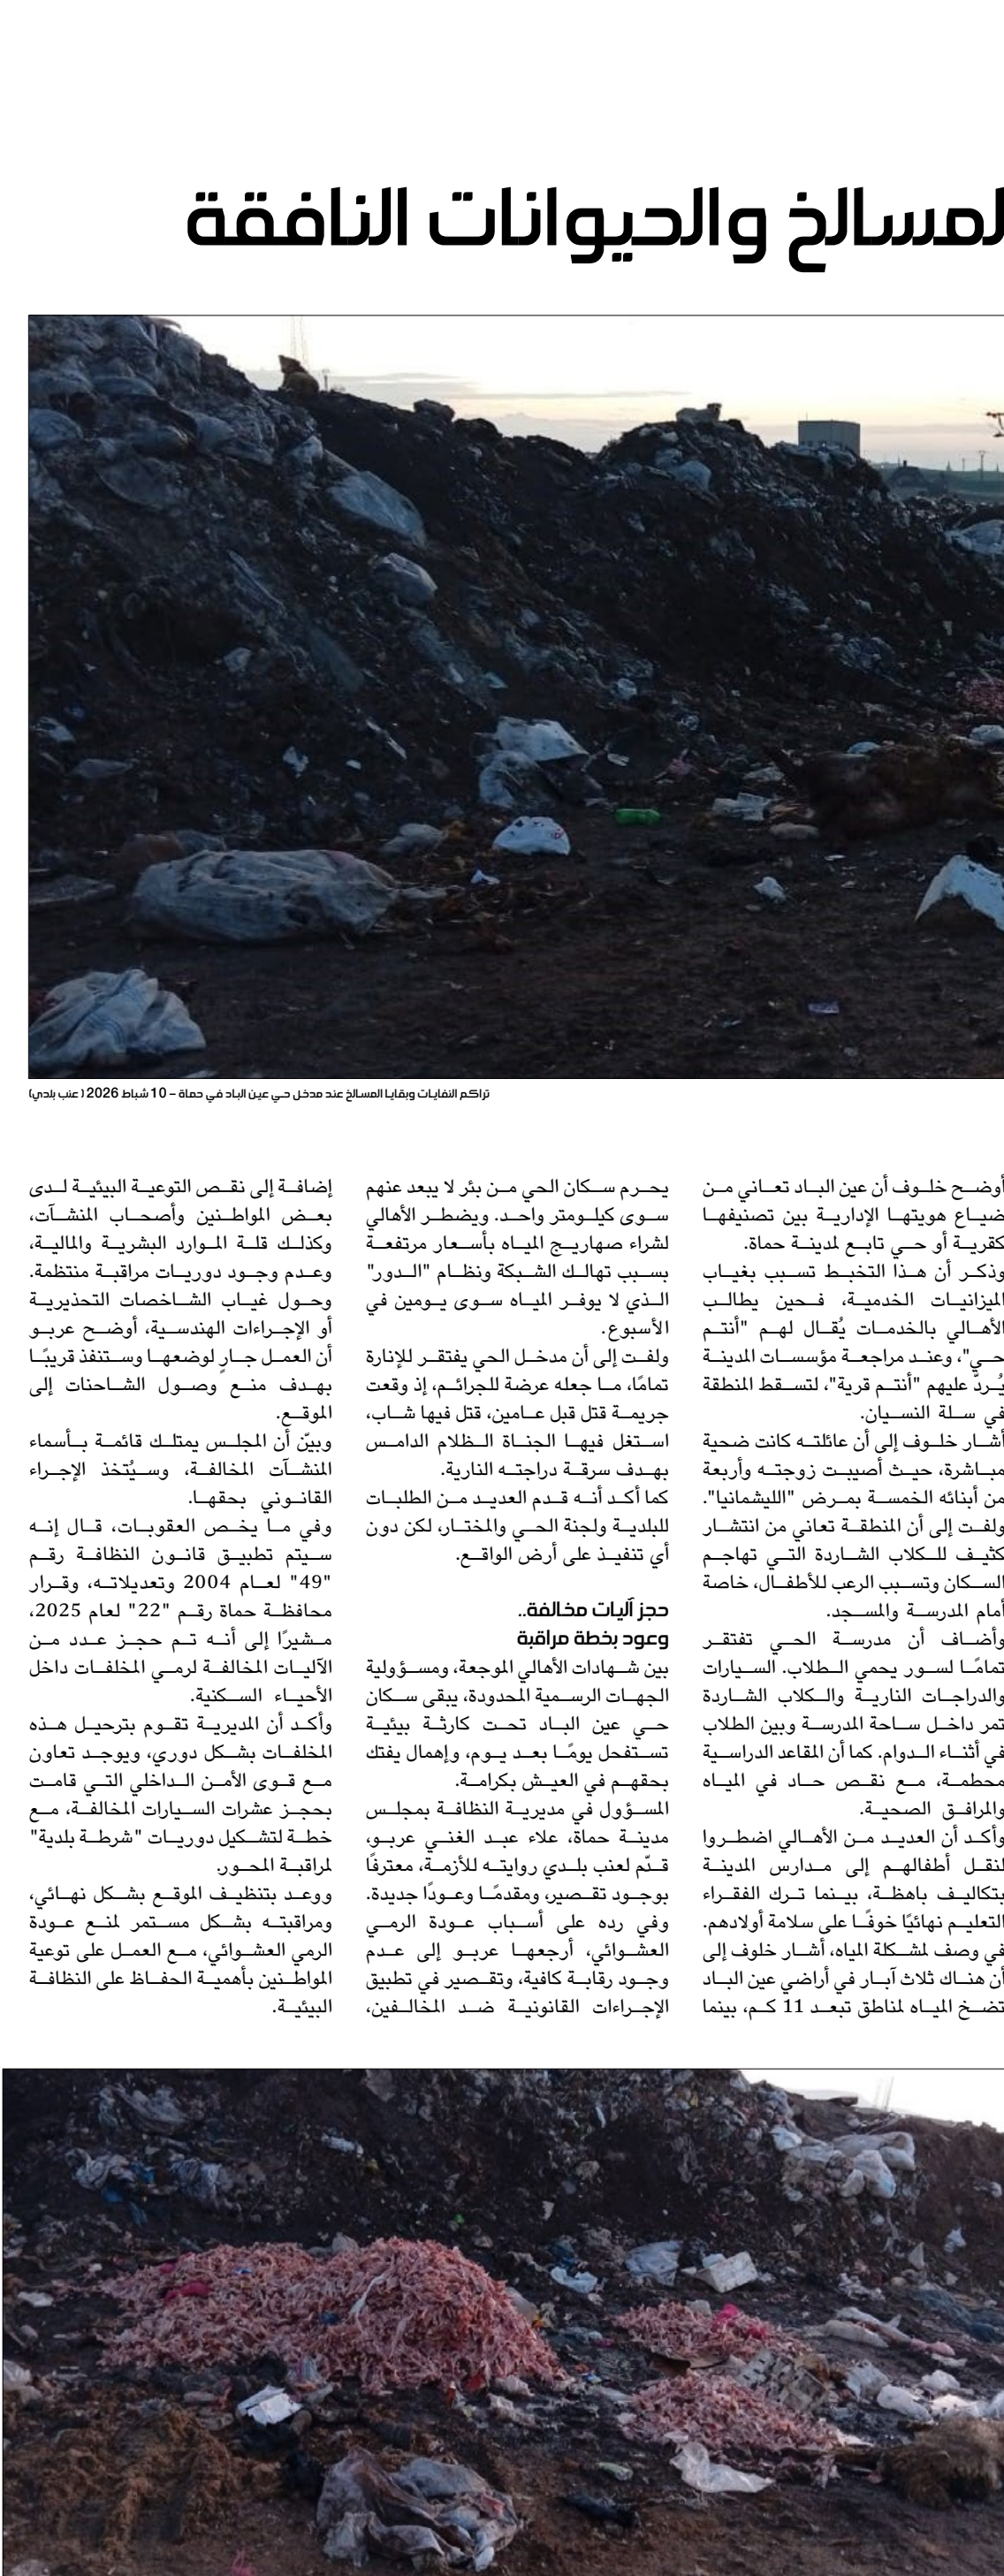 لمسالخ والحيوانات النافقة
تراكم النفايات وبقايا المسالخ عند مدخل حي عين الباد في حماة – 10 شباط 2026 (عنب بلدي)
أوضح خلوف أن عين الباد تعاني من
ضياع هويتها الإدارية بين تصنيفها
كقرية أو حي تابع لمدينة حماة.
وذكر أن هذا التخبط تسبب بغياب
الميزانيات الخدمية، فحين يطالب
الأهالي بالخدمات يُقال لهم "أنتم
حي"، وعند مراجعة مؤسسات المدينة
يُردّ عليهم "أنتم قرية"، لتسقط المنطقة
في سلة النسيان.
أشار خلوف إلى أن عائلته كانت ضحية
مباشرة، حيث أصيبت زوجته وأربعة
من أبنائه الخمسة بمرض "الليشمانيا".
ولفت إلى أن المنطقة تعاني من انتشار
كثيف للكلاب الشاردة التي تهاجم
السكان وتسبب الرعب للأطفال، خاصة
أمام المدرسة والمسجد.
وأضاف أن مدرسة الحي تفتقر
تمامًا لسور يحمي الطلاب. السيارات
والدراجات النارية والكلاب الشاردة
تمر داخل ساحة المدرسة وبين الطلاب
في أثناء الدوام. كما أن المقاعد الدراسية
محطمة، مع نقص حاد في المياه
والمرافق الصحية.
وأكد أن العديد من الأهالي اضطروا
لنقل أطفالهم إلى مدارس المدينة
بتكاليف باهظة، بينما ترك الفقراء
التعليم نهائيًا خوفًا على سلامة أولادهم.
في وصف لمشكلة المياه، أشار خلوف إلى
أن هناك ثلاث آبار في أراضي عين الباد
تضخ المياه لمناطق تبعد 11 كم، بينما
يحرم سكان الحي من بئر لا يبعد عنهم
سوى كيلومتر واحد. ويضطر الأهالي
لشراء صهاريج المياه بأسعار مرتفعة
بسبب تهالك الشبكة ونظام "الدور"
الذي لا يوفر المياه سوى يومين في
الأسبوع.
ولفت إلى أن مدخل الحي يفتقر للإنارة
تمامًا، ما جعله عرضة للجرائم، إذ وقعت
جريمة قتل قبل عامين، قتل فيها شاب،
استغل فيها الجناة الظلام الدامس
بهدف سرقة دراجته النارية.
كما أكد أنه قدم العديد من الطلبات
للبلدية ولجنة الحي والمختار، لكن دون
أي تنفيذ على أرض الواقع.
حجز آليات مخالفة..
وعود بخطة مراقبة
بين شهادات الأهالي الموجعة، ومسؤولية
الجهات الرسمية المحدودة، يبقى سكان
حي عين الباد تحت كارثة بيئية
تستفحل يومًا بعد يوم، وإهمال يفتك
بحقهم في العيش بكرامة.
المسؤول في مديرية النظافة بمجلس
مدينة حماة، علاء عبد الغني عربو،
قدّم لعنب بلدي روايته للأزمة، معترفًا
بوجود تقصير، ومقدمًا وعودًا جديدة.
وفي رده على أسباب عودة الرمي
العشوائي، أرجعها عربو إلى عدم
وجود رقابة كافية، وتقصير في تطبيق
الإجراءات القانونية ضد المخالفين،
إضافة إلى نقص التوعية البيئية لدى
بعض المواطنين وأصحاب المنشآت،
وكذلك قلة الموارد البشرية والمالية،
وعدم وجود دوريات مراقبة منتظمة.
وحول غياب الشاخصات التحذيرية
أو الإجراءات الهندسية، أوضح عربو
أن العمل جارٍ لوضعها وستنفذ قريبًا
بهدف منع وصول الشاحنات إلى
الموقع.
وبيّن أن المجلس يمتلك قائمة بأسماء
المنشآت المخالفة، وسيُتخذ الإجراء
القانوني بحقها.
وفي ما يخص العقوبات، قال إنه
سيتم تطبيق قانون النظافة رقم
"49" لعام 2004 وتعديلاته، وقرار
محافظة حماة رقم "22" لعام 2025،
مشيرًا إلى أنه تم حجز عدد من
الآليات المخالفة لرمي المخلفات داخل
الأحياء السكنية.
وأكد أن المديرية تقوم بترحيل هذه
المخلفات بشكل دوري، ويوجد تعاون
مع قوى الأمن الداخلي التي قامت
بحجز عشرات السيارات المخالفة، مع
خطة لتشكيل دوريات "شرطة بلدية"
لمراقبة المحور.
ووعد بتنظيف الموقع بشكل نهائي،
ومراقبته بشكل مستمر لمنع عودة
الرمي العشوائي، مع العمل على توعية
المواطنين بأهمية الحفاظ على النظافة
البيئية.